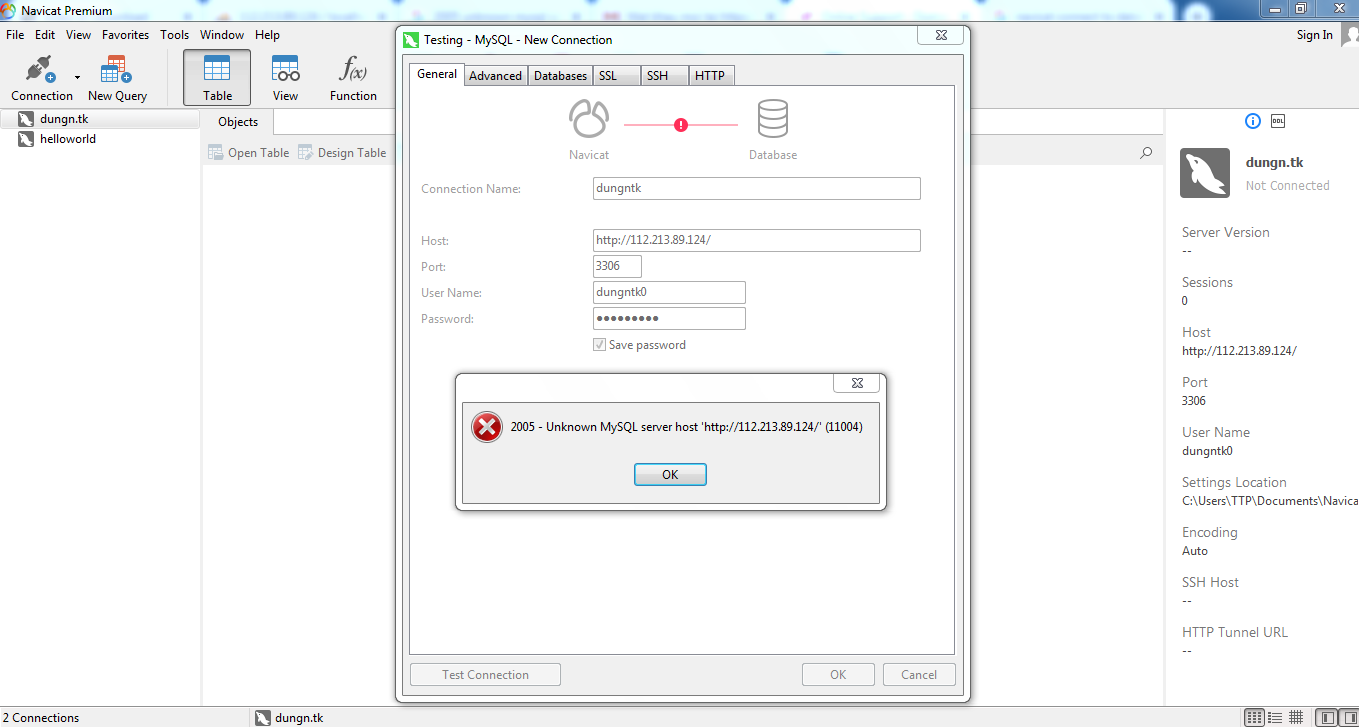 Navicat Premium
File Edit View Favorites Tools Window Help
Sign In
Connection New Query Table View f(x) Function
dungn.tk
helloworld
Objects
Open Table Design Table
Testing - MySQL - New Connection
General Advanced Databases SSL SSH HTTP
Navicat Database
Connection Name: dungntk
Host: http://112.213.89.124/
Port: 3306
User Name: dungntk0
Password: •••••••••
Save password
2005 - Unknown MySQL server host 'http://112.213.89.124/' (11004)
OK
Test Connection OK Cancel
DDL
dungn.tk
Not Connected
Server Version
--
Sessions
0
Host
http://112.213.89.124/
Port
3306
User Name
dungntk0
Settings Location
C:\Users\TTP\Documents\Navica
Encoding
Auto
SSH Host
--
HTTP Tunnel URL
--
2 Connections dungn.tk